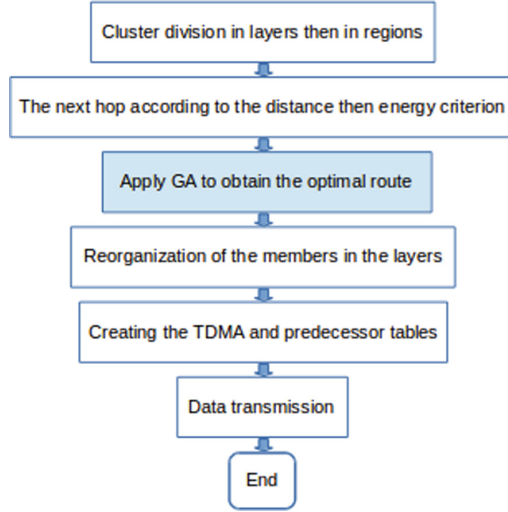 Cluster division in layers then in regions
The next hop according to the distance then energy criterion
Apply GA to obtain the optimal route
Reorganization of the members in the layers
Creating the TDMA and predecessor tables
Data transmission
End